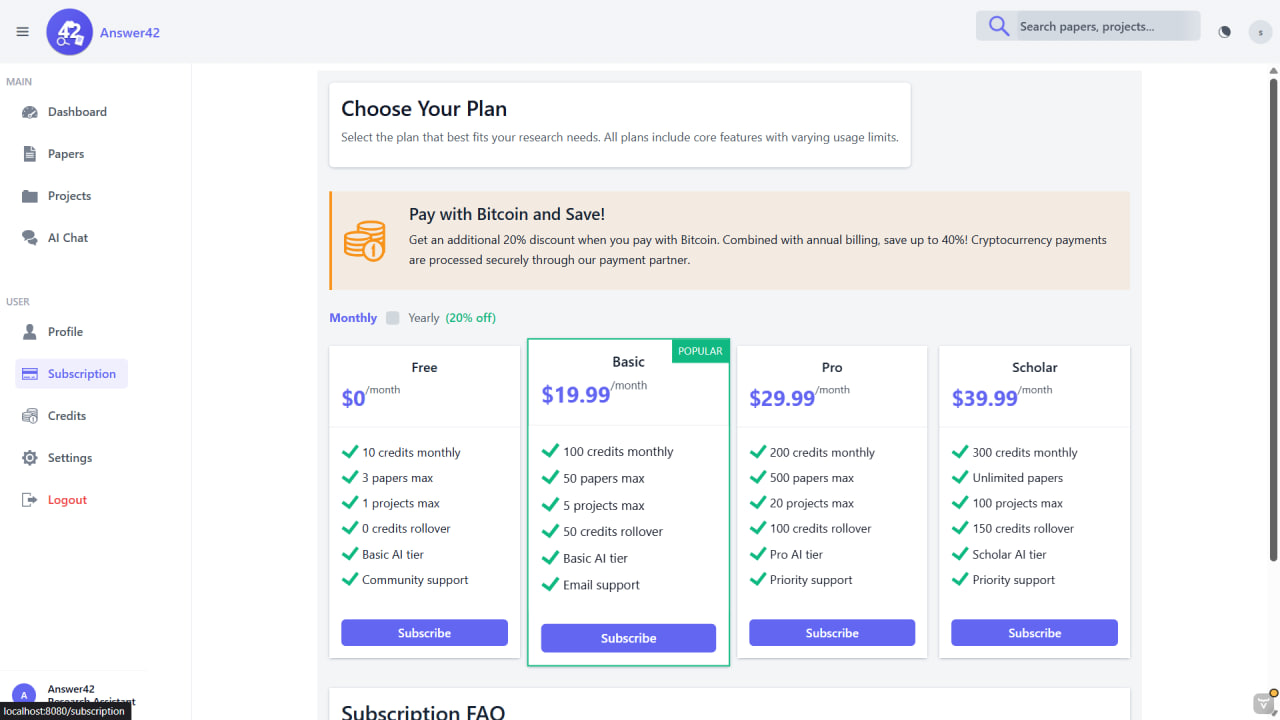 Answer42
Search papers, projects...
s
MAIN
Dashboard
Papers
Projects
AI Chat
USER
Profile
Subscription
Credits
Settings
Logout
A
Answer42
Research Assistant
localhost:8080/subscription
Choose Your Plan
Select the plan that best fits your research needs. All plans include core features with varying usage limits.
Pay with Bitcoin and Save!
Get an additional 20% discount when you pay with Bitcoin. Combined with annual billing, save up to 40%! Cryptocurrency payments
are processed securely through our payment partner.
Monthly Yearly (20% off)
Free
$0/month
10 credits monthly
3 papers max
1 projects max
0 credits rollover
Basic AI tier
Community support
Subscribe
POPULAR
Basic
$19.99/month
100 credits monthly
50 papers max
5 projects max
50 credits rollover
Basic AI tier
Email support
Subscribe
Pro
$29.99/month
200 credits monthly
500 papers max
20 projects max
100 credits rollover
Pro AI tier
Priority support
Subscribe
Scholar
$39.99/month
300 credits monthly
Unlimited papers
100 projects max
150 credits rollover
Scholar AI tier
Priority support
Subscribe
Subscription FAQ